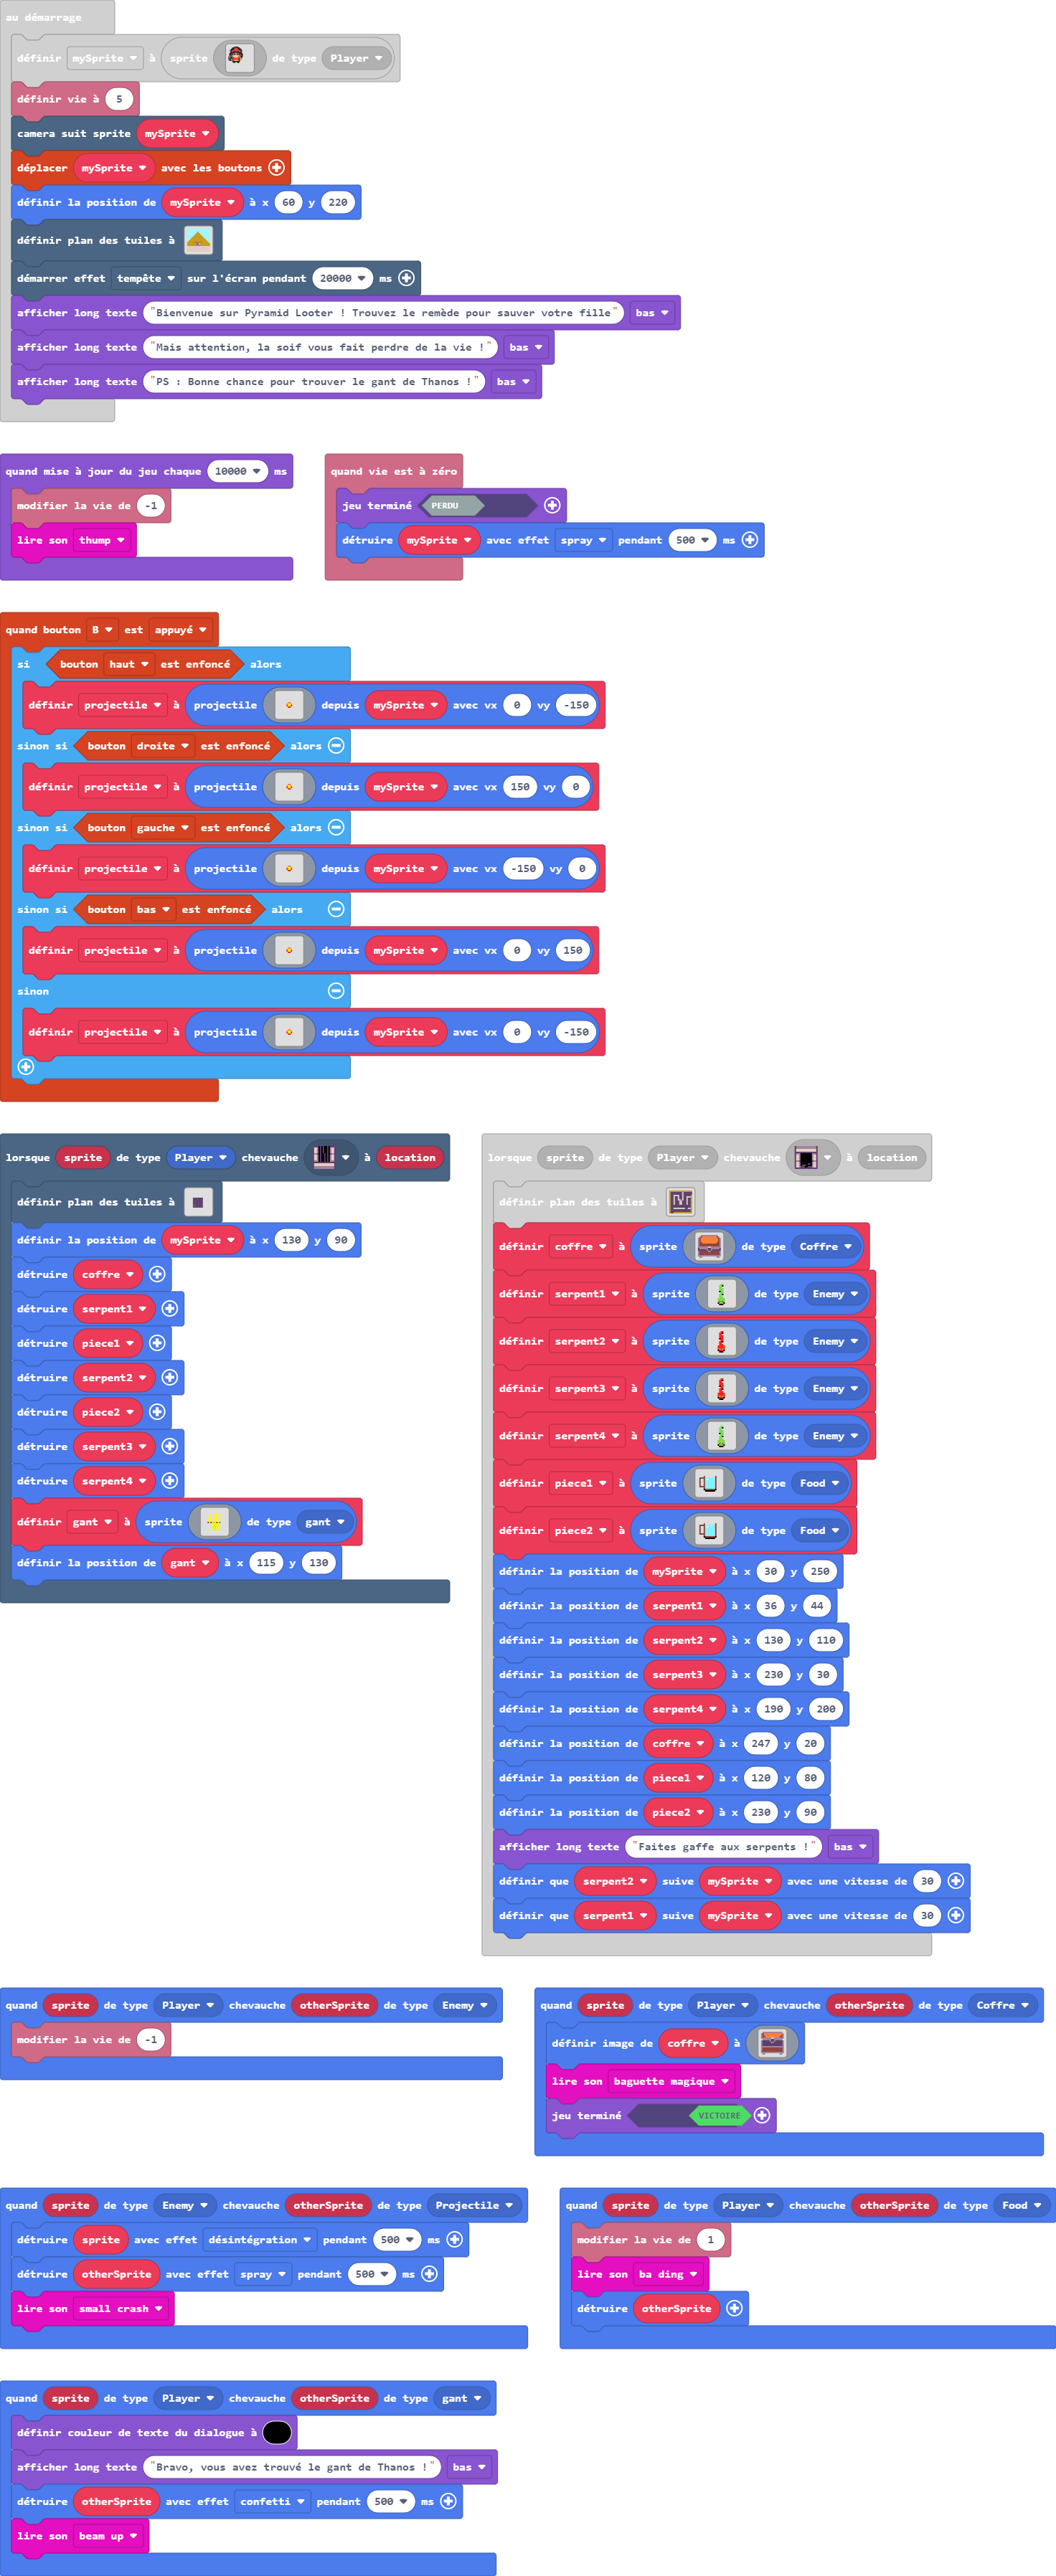 au démarrage
définir mySprite à sprite de type Player
définir vie à 5
camera suit sprite mySprite
déplacer mySprite avec les boutons
définir la position de mySprite à x 60 y 220
définir plan des tuiles à
démarrer effet tempête sur l'écran pendant 20000 ms
afficher long texte "Bienvenue sur Pyramid Looter ! Trouvez le remède pour sauver votre fille" bas
afficher long texte "Mais attention, la soif vous fait perdre de la vie !" bas
afficher long texte "PS : Bonne chance pour trouver le gant de Thanos !" bas
quand mise à jour du jeu chaque 10000 ms
modifier la vie de -1
lire son thump
quand vie est à zéro
jeu terminé PERDU
détruire mySprite avec effet spray pendant 500 ms
quand bouton B est appuyé
si bouton haut est enfoncé alors
définir projectile à projectile depuis mySprite avec vx 0 vy -150
sinon si bouton droite est enfoncé alors
définir projectile à projectile depuis mySprite avec vx 150 vy 0
sinon si bouton gauche est enfoncé alors
définir projectile à projectile depuis mySprite avec vx -150 vy 0
sinon si bouton bas est enfoncé alors
définir projectile à projectile depuis mySprite avec vx 0 vy 150
sinon
définir projectile à projectile depuis mySprite avec vx 0 vy -150
lorsque sprite de type Player chevauche à location
définir plan des tuiles à
définir la position de mySprite à x 130 y 90
détruire coffre
détruire serpent1
détruire piece1
détruire serpent2
détruire piece2
détruire serpent3
détruire serpent4
définir gant à sprite de type gant
définir la position de gant à x 115 y 130
lorsque sprite de type Player chevauche à location
définir plan des tuiles à
définir coffre à sprite de type Coffre
définir serpent1 à sprite de type Enemy
définir serpent2 à sprite de type Enemy
définir serpent3 à sprite de type Enemy
définir serpent4 à sprite de type Enemy
définir piece1 à sprite de type Food
définir piece2 à sprite de type Food
définir la position de mySprite à x 30 y 250
définir la position de serpent1 à x 36 y 44
définir la position de serpent2 à x 130 y 110
définir la position de serpent3 à x 230 y 30
définir la position de serpent4 à x 190 y 200
définir la position de coffre à x 247 y 20
définir la position de piece1 à x 120 y 80
définir la position de piece2 à x 230 y 90
afficher long texte "Faites gaffe aux serpents !" bas
définir que serpent2 suive mySprite avec une vitesse de 30
définir que serpent1 suive mySprite avec une vitesse de 30
quand sprite de type Player chevauche otherSprite de type Enemy
modifier la vie de -1
quand sprite de type Player chevauche otherSprite de type Coffre
définir image de coffre à
lire son baguette magique
jeu terminé VICTOIRE
quand sprite de type Enemy chevauche otherSprite de type Projectile
détruire sprite avec effet désintégration pendant 500 ms
détruire otherSprite avec effet spray pendant 500 ms
lire son small crash
quand sprite de type Player chevauche otherSprite de type Food
modifier la vie de 1
lire son ba ding
détruire otherSprite
quand sprite de type Player chevauche otherSprite de type gant
définir couleur de texte du dialogue à
afficher long texte "Bravo, vous avez trouvé le gant de Thanos !" bas
détruire otherSprite avec effet confetti pendant 500 ms
lire son beam up